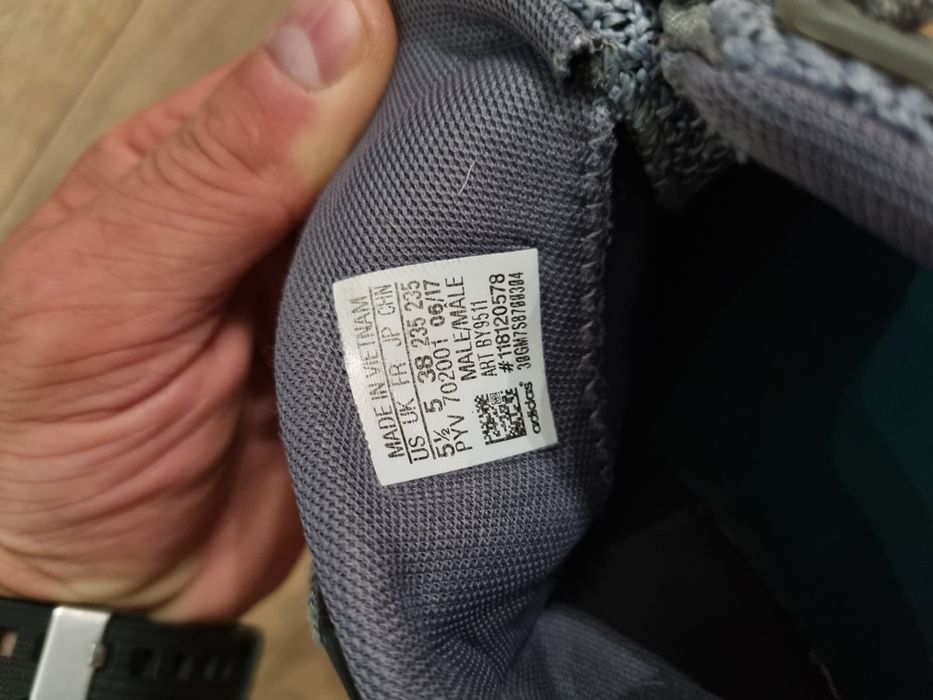 MADE IN VIETNAM
US UK FR JP CHN
5½ 5 38 235 235
PYV 702001 06/17
MALE/MALE
ART BY9511
#118120578
30GM7S8760304
adidas